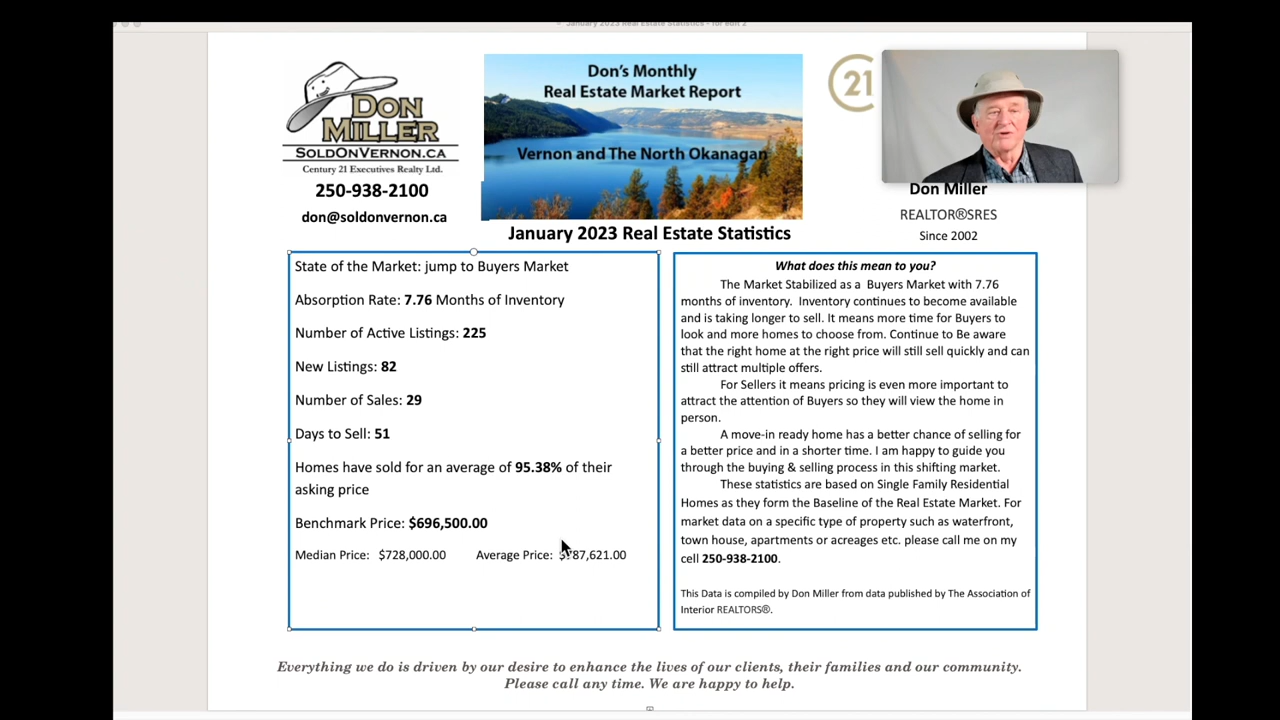 January 2023 Real Estate Statistics - for edit 2
DON
MILLER
SOLDONVERNON.CA
Century 21 Executives Realty Ltd.
250-938-2100
don@soldonvernon.ca
Don's Monthly
Real Estate Market Report
Vernon and The North Okanagan
21
Don Miller
REALTOR®SRES
Since 2002
January 2023 Real Estate Statistics
State of the Market: jump to Buyers Market
Absorption Rate: 7.76 Months of Inventory
Number of Active Listings: 225
New Listings: 82
Number of Sales: 29
Days to Sell: 51
Homes have sold for an average of 95.38% of their
asking price
Benchmark Price: $696,500.00
Median Price: $728,000.00 Average Price:
What does this mean to you?
The Market Stabilized as a Buyers Market with 7.76
months of inventory. Inventory continues to become available
and is taking longer to sell. It means more time for Buyers to
look and more homes to choose from. Continue to Be aware
that the right home at the right price will still sell quickly and can
still attract multiple offers.
For Sellers it means pricing is even more important to
attract the attention of Buyers so they will view the home in
person.
A move-in ready home has a better chance of selling for
a better price and in a shorter time. I am happy to guide you
through the buying & selling process in this shifting market.
These statistics are based on Single Family Residential
Homes as they form the Baseline of the Real Estate Market. For
market data on a specific type of property such as waterfront,
town house, apartments or acreages etc. please call me on my
cell 250-938-2100.
This Data is compiled by Don Miller from data published by The Association of
Interior REALTORS®.
Everything we do is driven by our desire to enhance the lives of our clients, their families and our community.
Please call any time. We are happy to help.